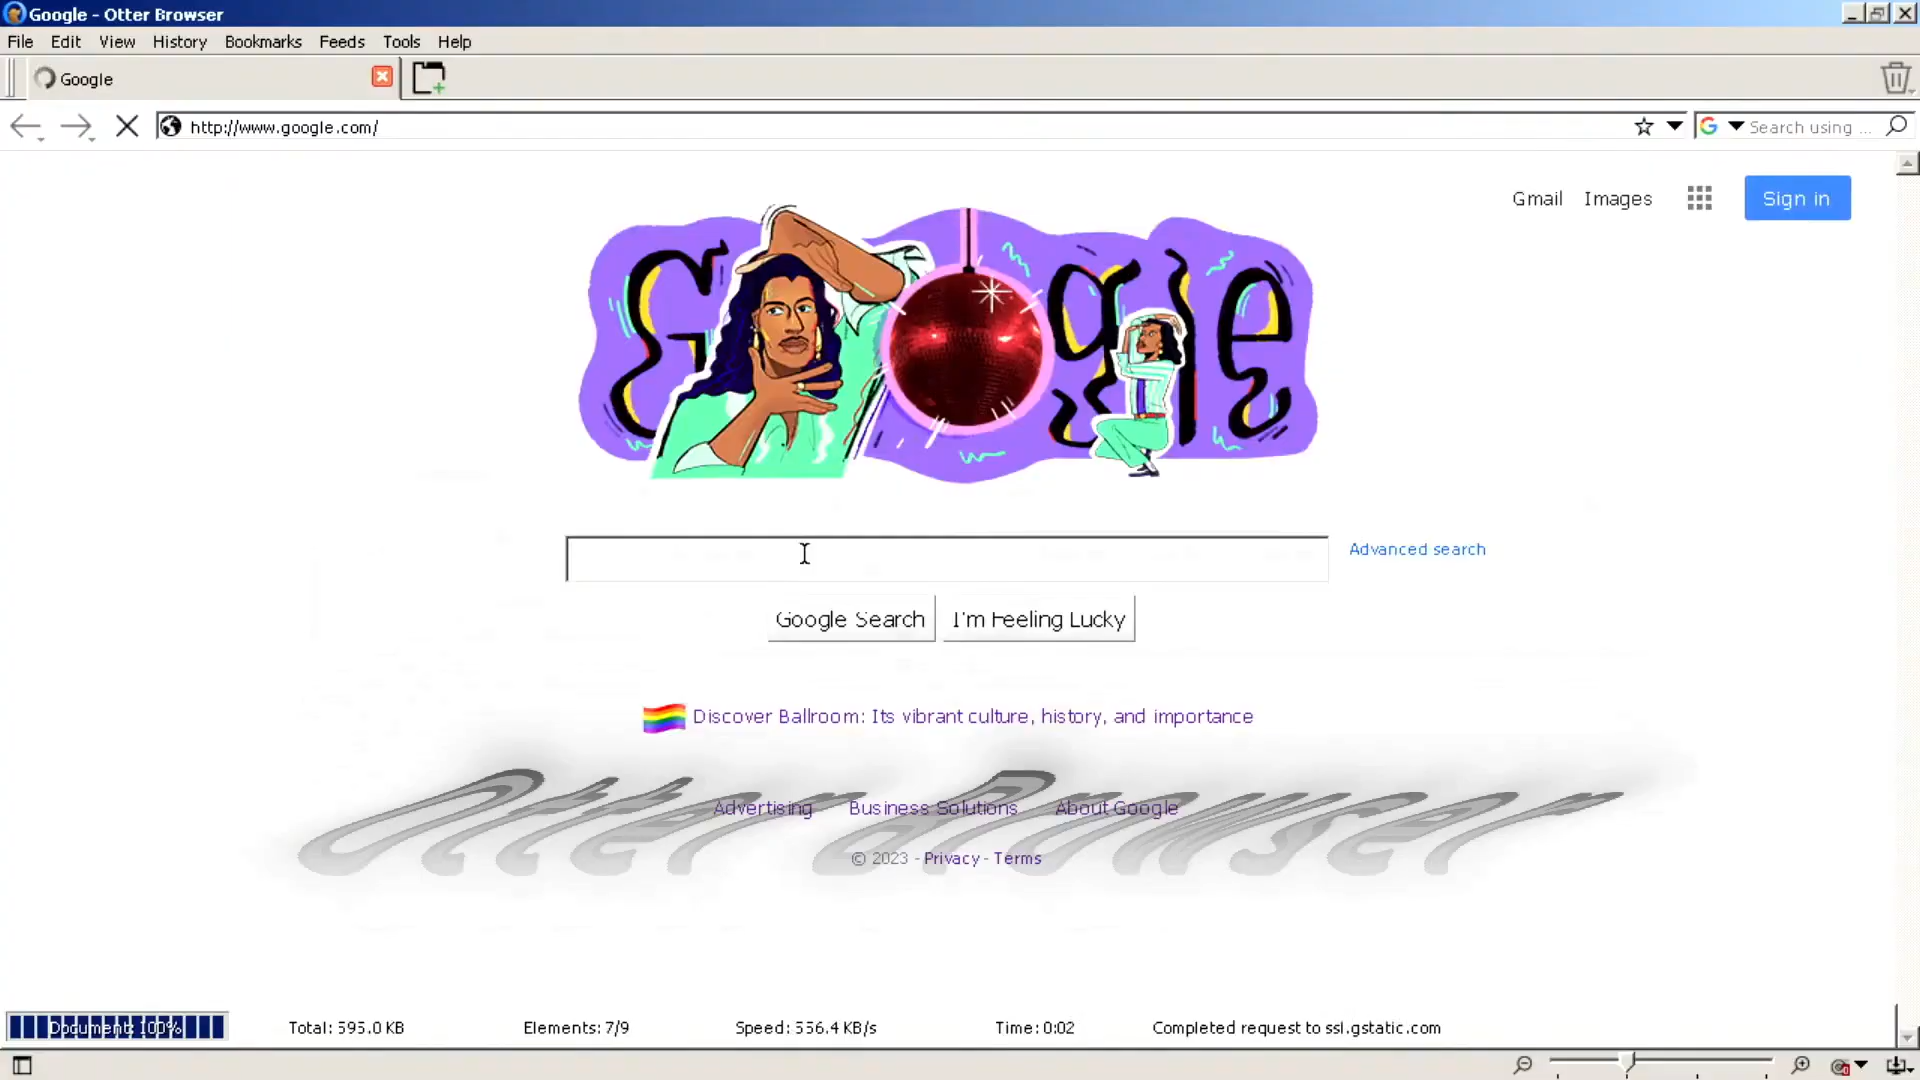 Google - Otter Browser
File Edit View History Bookmarks Feeds Tools Help
Google
http://www.google.com/
Search using ...
Gmail Images Sign in
Google
Advanced search
Google Search I'm Feeling Lucky
Discover Ballroom: Its vibrant culture, history, and importance
Otter Browser
Advertising Business Solutions About Google
© 2023 - Privacy - Terms
Document: 100% Total: 595.0 KB Elements: 7/9 Speed: 556.4 KB/s Time: 0:02 Completed request to ssl.gstatic.com